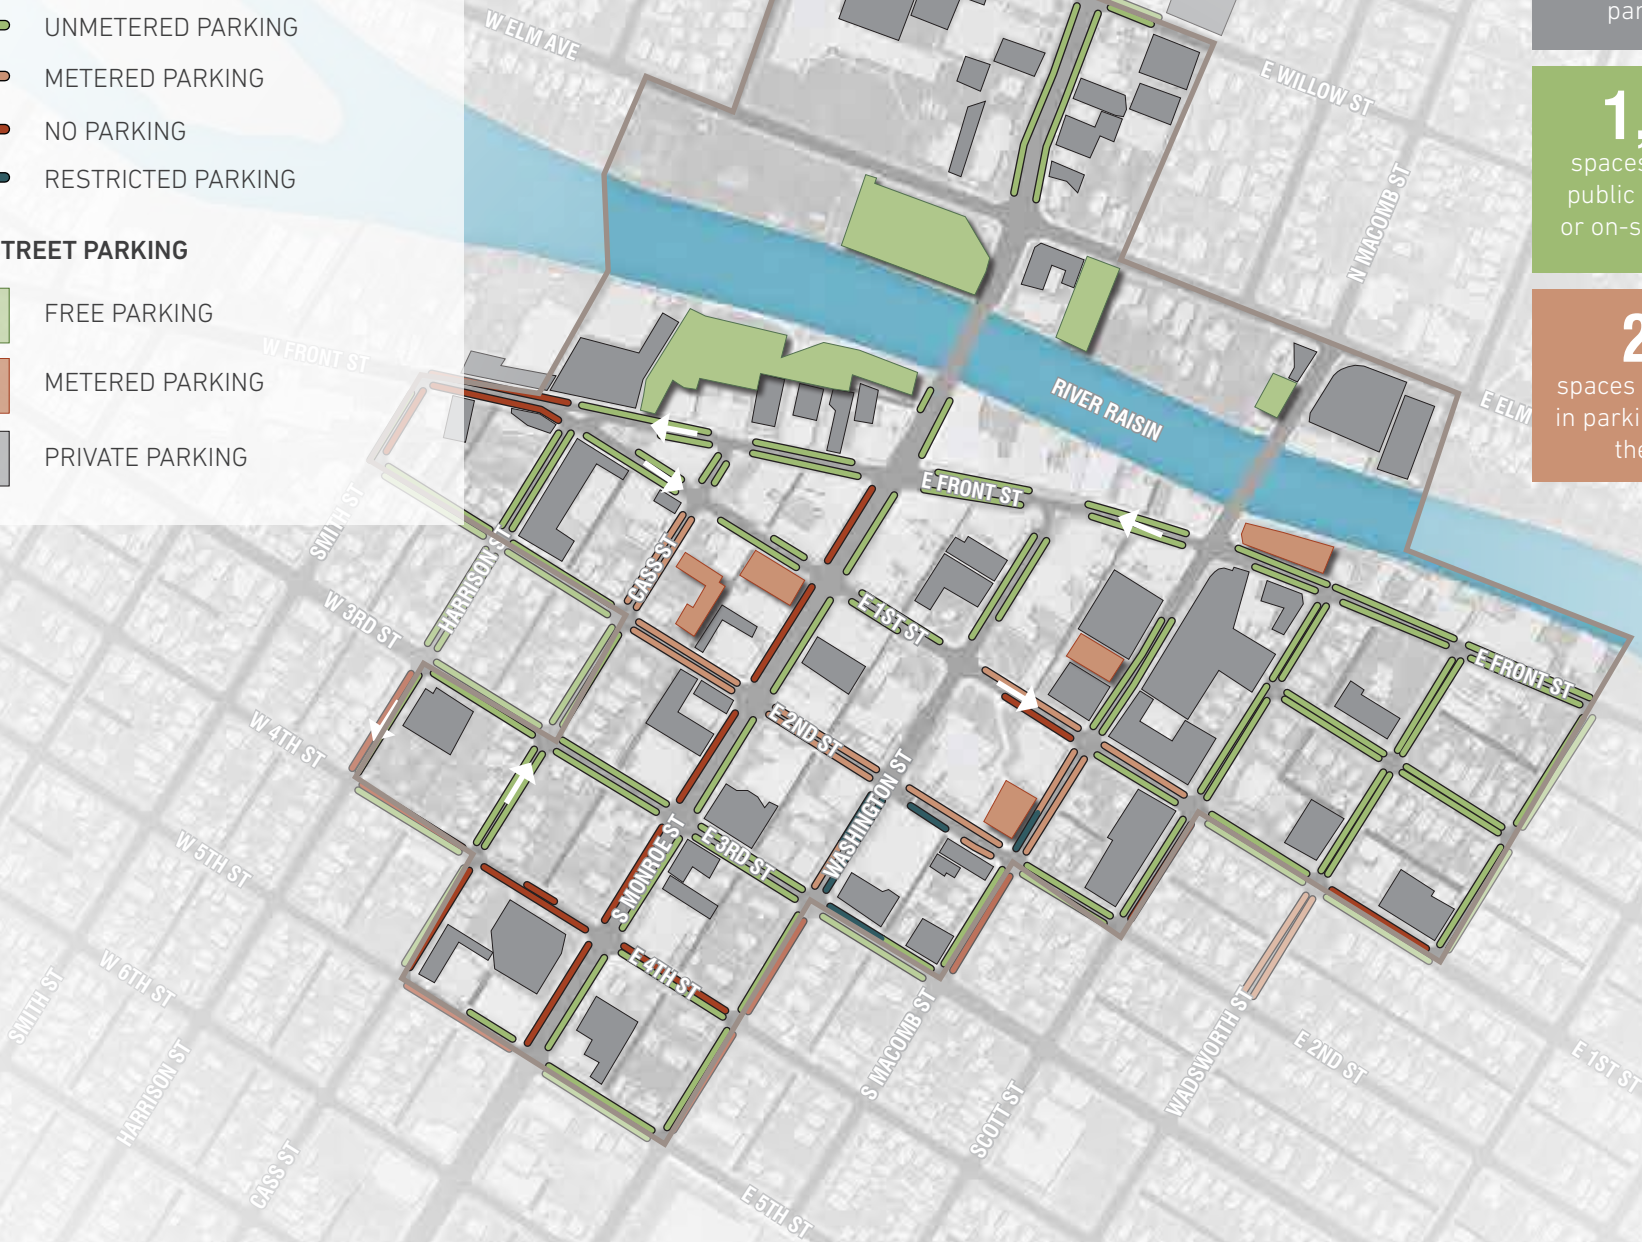 UNMETERED PARKING
METERED PARKING
NO PARKING
RESTRICTED PARKING
TREET PARKING
FREE PARKING
METERED PARKING
PRIVATE PARKING
par
1,
spaces
public
or on-s
2
spaces
in parki
the
W ELM AVE
E WILLOW ST
N MACOMB ST
W FRONT ST
RIVER RAISIN
E ELM
E FRONT ST
SMITH ST
HARRISON ST
CASS ST
E 1ST ST
W 3RD ST
E FRONT ST
W 4TH ST
E 2ND ST
WASHINGTON ST
W 5TH ST
S MONROE ST
E 3RD ST
W 6TH ST
E 4TH ST
SMITH ST
HARRISON ST
CASS ST
S MACOMB ST
SCOTT ST
WADSWORTH ST
E 2ND ST
E 1ST ST
E 5TH ST